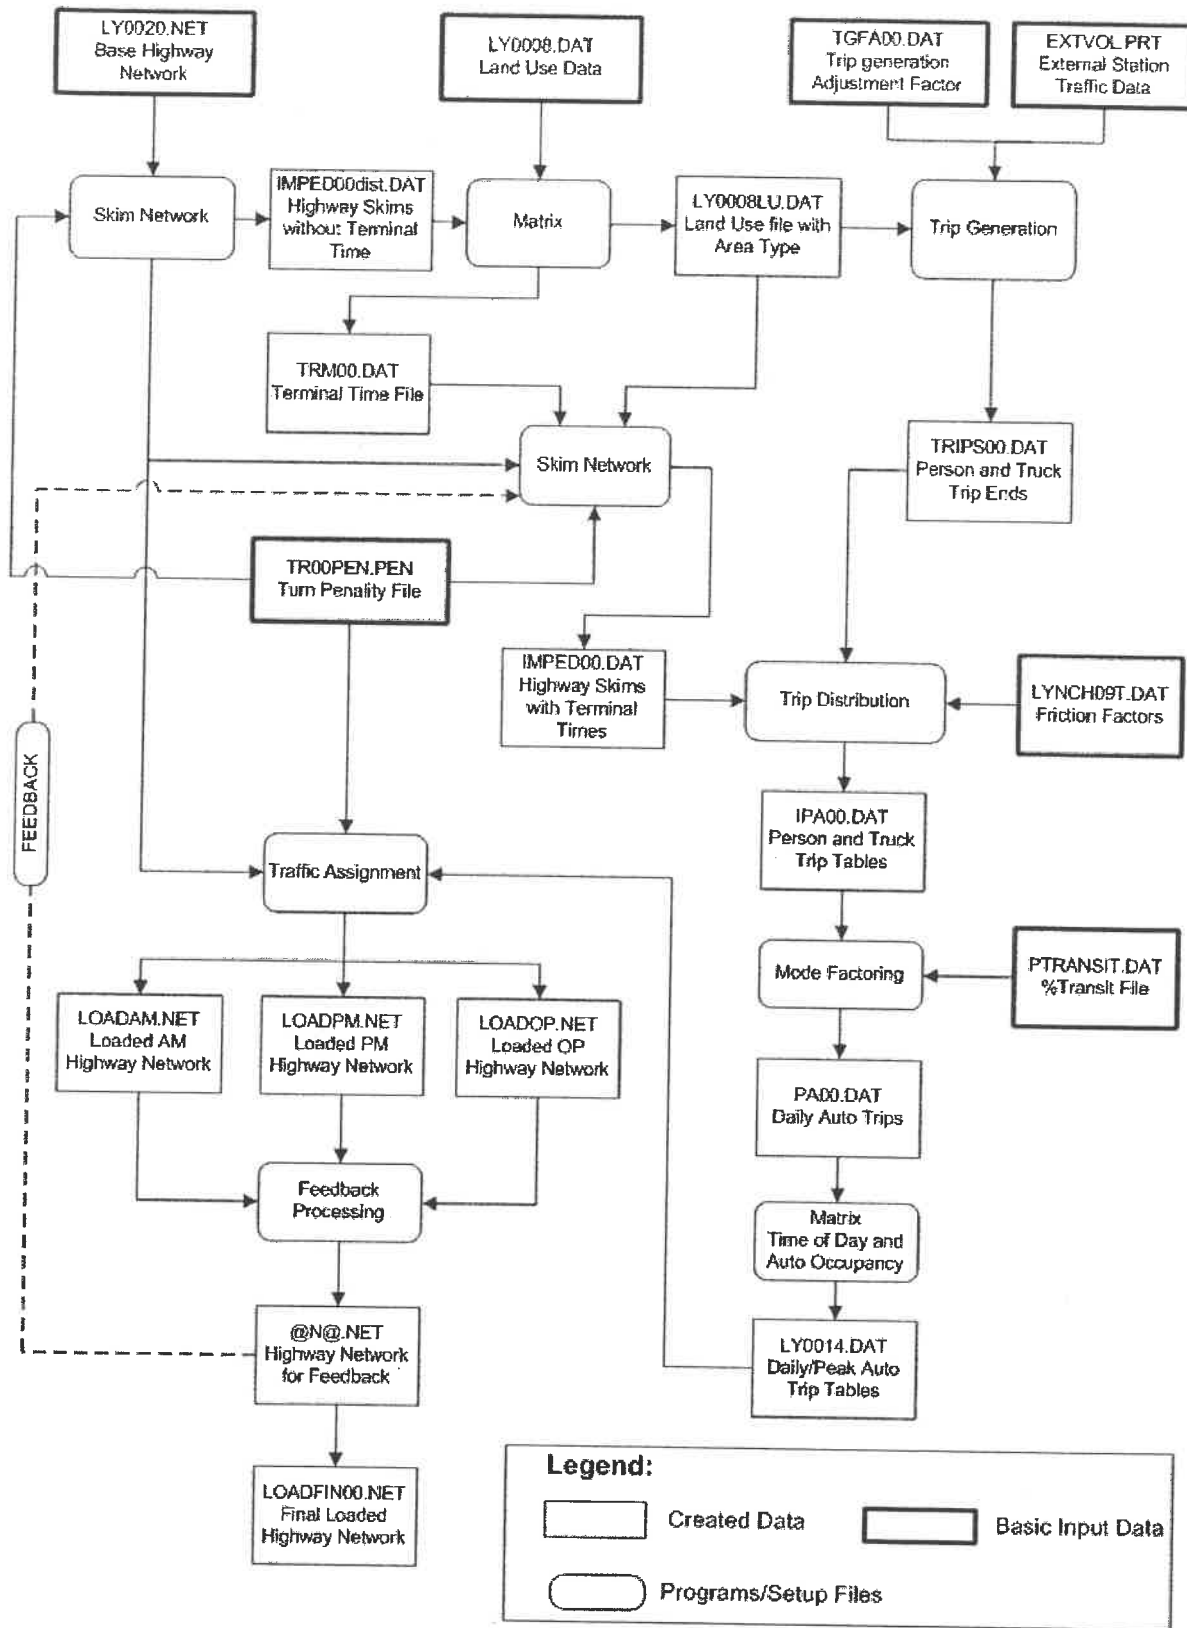 LY0020.NET
Base Highway
Network
LY0008.DAT
Land Use Data
TGFA00.DAT
Trip generation
Adjustment Factor
EXTVOL.PRT
External Station
Traffic Data
Skim Network
IMPED00dist.DAT
Highway Skims
without Terminal
Time
Matrix
LY0008LU.DAT
Land Use file with
Area Type
Trip Generation
TRM00.DAT
Terminal Time File
Skim Network
TRIPS00.DAT
Person and Truck
Trip Ends
TR00PEN.PEN
Turn Penality File
IMPED00.DAT
Highway Skims
with Terminal
Times
Trip Distribution
LYNCH09T.DAT
Friction Factors
FEEDBACK
IPA00.DAT
Person and Truck
Trip Tables
Traffic Assignment
Mode Factoring
PTRANSIT.DAT
%Transit File
LOADAM.NET
Loaded AM
Highway Network
LOADPM.NET
Loaded PM
Highway Network
LOADOP.NET
Loaded OP
Highway Network
PA00.DAT
Daily Auto Trips
Feedback
Processing
Matrix
Time of Day and
Auto Occupancy
@N@.NET
Highway Network
for Feedback
LY0014.DAT
Daily/Peak Auto
Trip Tables
LOADFIN00.NET
Final Loaded
Highway Network
Legend:
Created Data
Basic Input Data
Programs/Setup Files